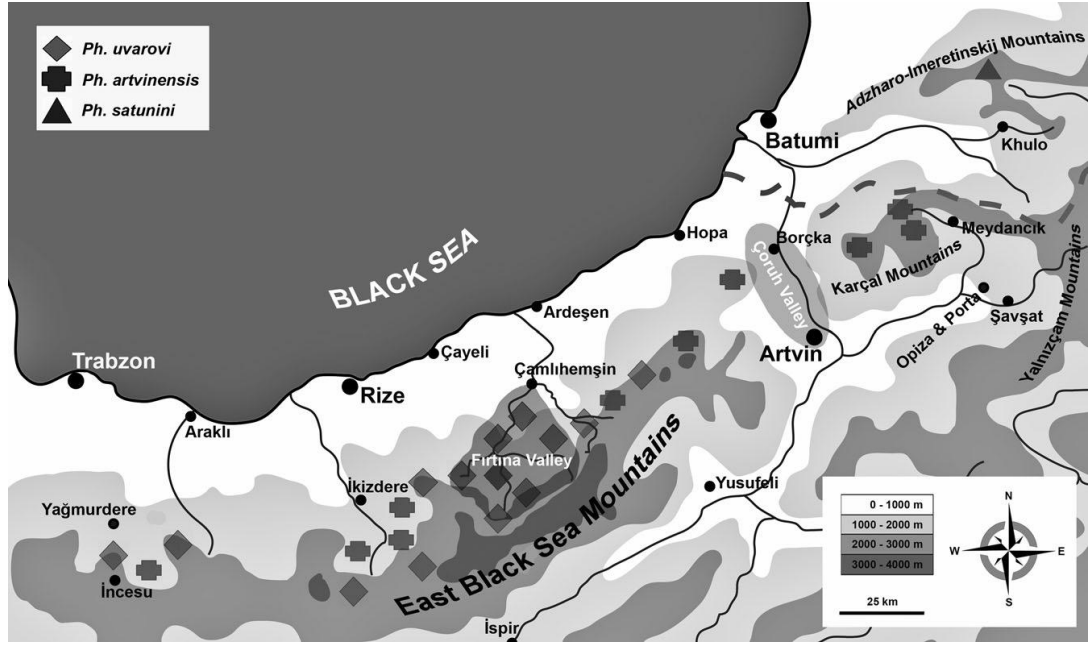 Ph. uvarovi
Ph. artvinensis
Ph. satunini
Adzharo-Imeretinskij Mountains
Batumi
Khulo
Hopa
Borçka
Meydancık
BLACK SEA
Çoruh Valley
Karçal Mountains
Opiza & Porta
Şavşat
Yalnızçam Mountains
Ardeşen
Artvin
Çayeli
Trabzon
Rize
Çamlıhemşin
Araklı
Fırtına Valley
İkizdere
Yusufeli
Yağmurdere
East Black Sea Mountains
İncesu
İspir
0 - 1000 m
1000 - 2000 m
2000 - 3000 m
3000 - 4000 m
25 km
N
W
E
S